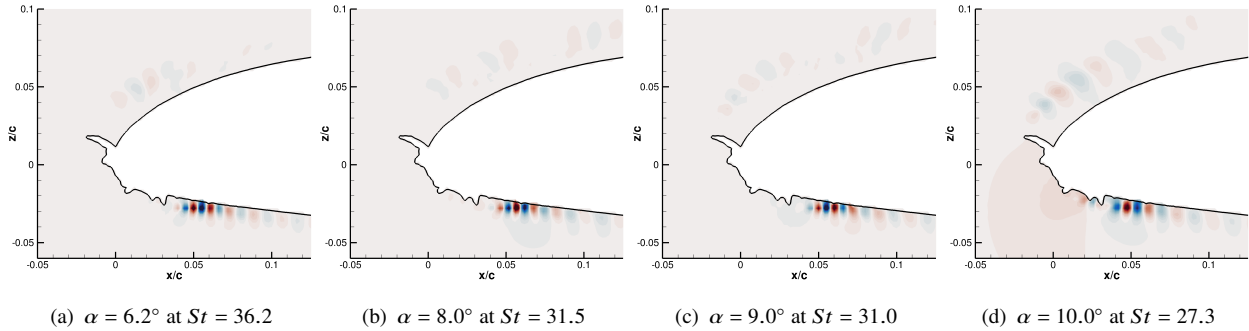 0.1
0.05
0
-0.05
z/c
-0.05 0 0.05 0.1
x/c
(a) α = 6.2° at St = 36.2
0.1
0.05
0
-0.05
z/c
-0.05 0 0.05 0.1
x/c
(b) α = 8.0° at St = 31.5
0.1
0.05
0
-0.05
z/c
-0.05 0 0.05 0.1
x/c
(c) α = 9.0° at St = 31.0
0.1
0.05
0
-0.05
z/c
-0.05 0 0.05 0.1
x/c
(d) α = 10.0° at St = 27.3